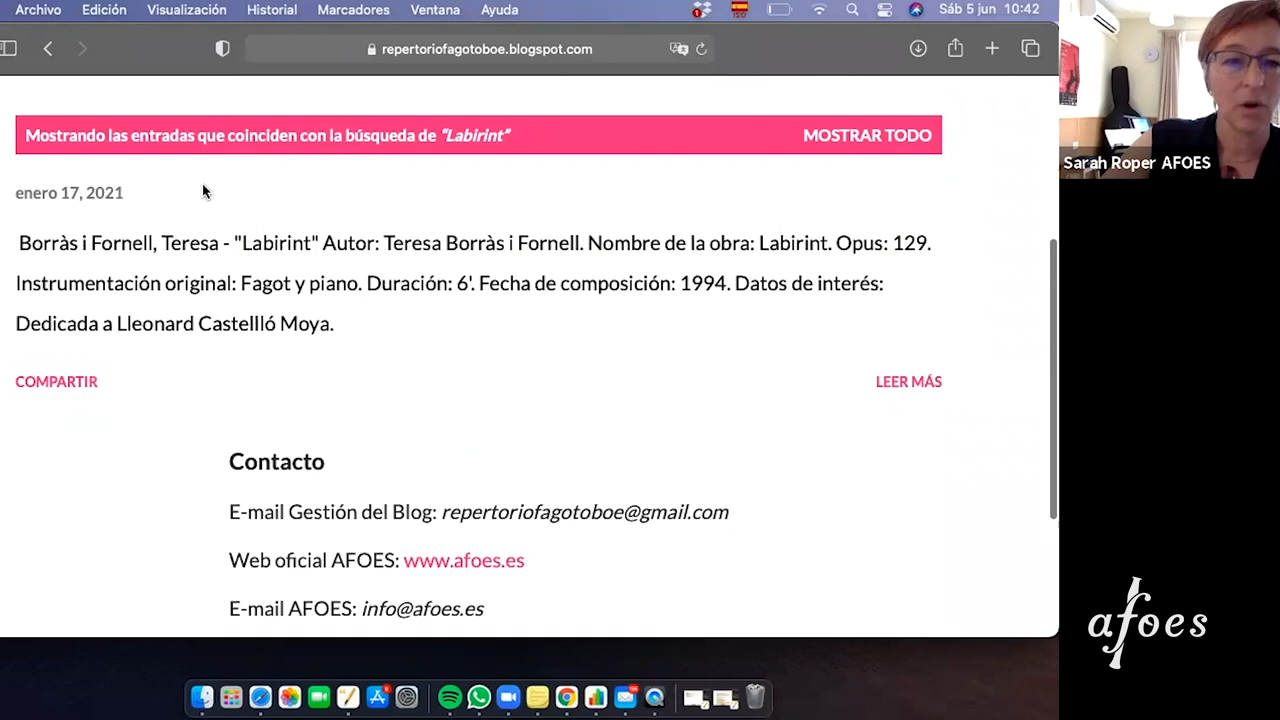 Archivo Edición Visualización Historial Marcadores Ventana Ayuda ISO Sáb 5 jun 10:42
repertoriofagotoboe.blogspot.com
Mostrando las entradas que coinciden con la búsqueda de "Labirint" MOSTRAR TODO
Sarah Roper AFOES
enero 17, 2021
Borràs i Fornell, Teresa - "Labirint" Autor: Teresa Borràs i Fornell. Nombre de la obra: Labirint. Opus: 129.
Instrumentación original: Fagot y piano. Duración: 6'. Fecha de composición: 1994. Datos de interés:
Dedicada a Lleonard Castellló Moya.
COMPARTIR LEER MÁS
Contacto
E-mail Gestión del Blog: repertoriofagotoboe@gmail.com
Web oficial AFOES: www.afoes.es
E-mail AFOES: info@afoes.es
afoes